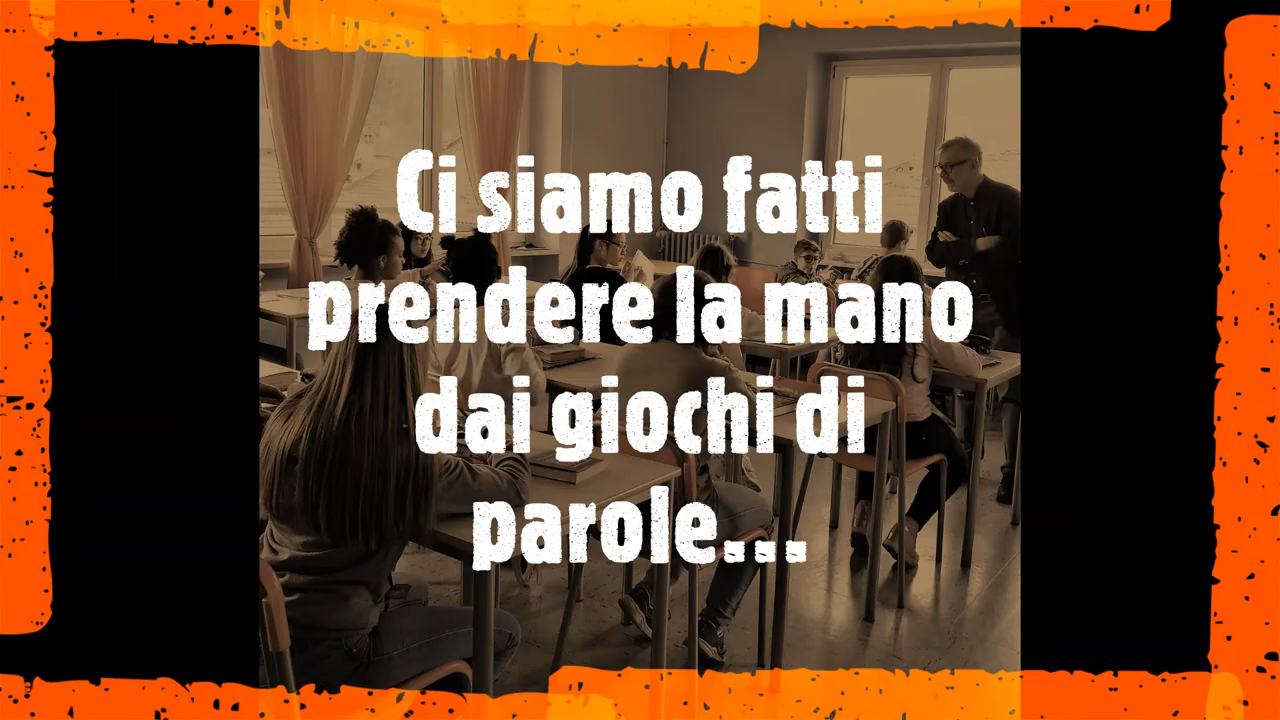 Ci siamo fatti
prendere la mano
dai giochi di
parole...